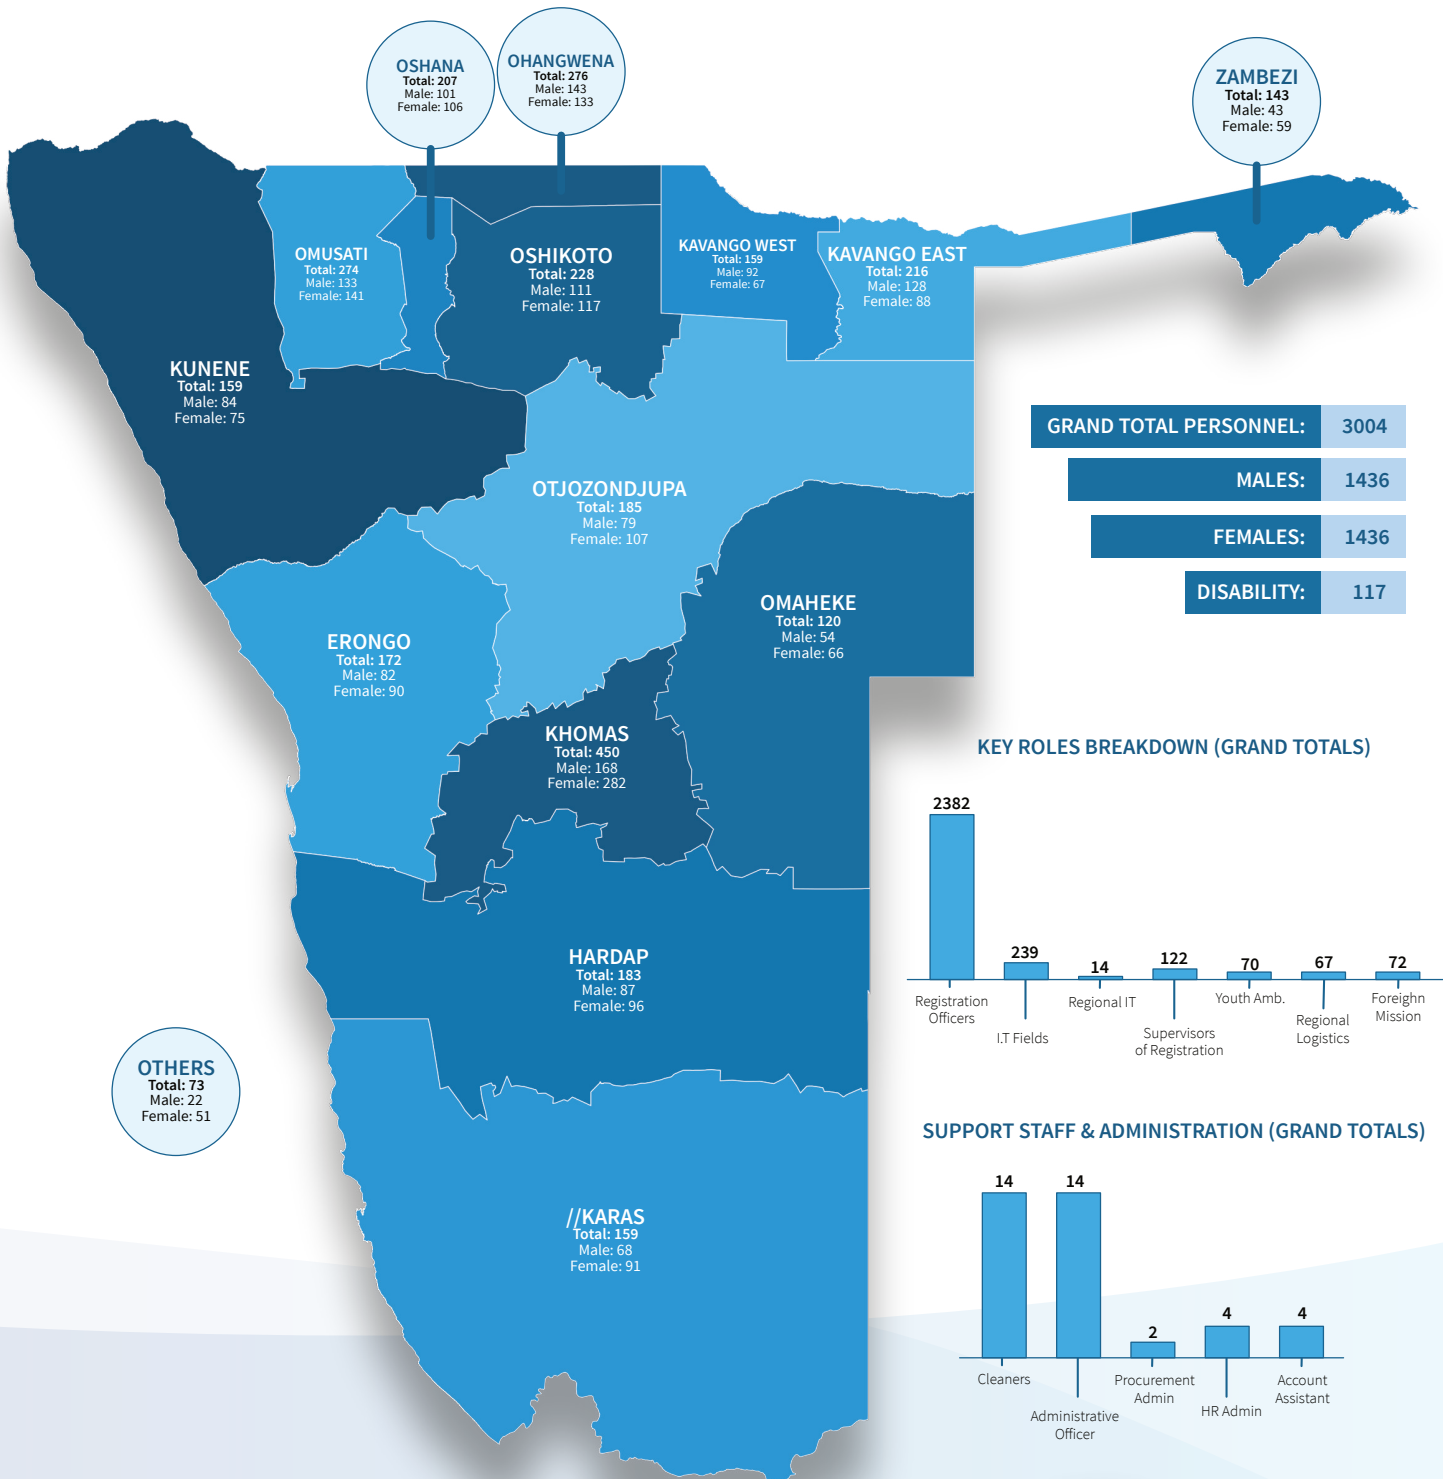 OSHANA
Total: 207
Male: 101
Female: 106
OHANGWENA
Total: 276
Male: 143
Female: 133
ZAMBEZI
Total: 143
Male: 43
Female: 59
OMUSATI
Total: 274
Male: 133
Female: 141
OSHIKOTO
Total: 228
Male: 111
Female: 117
KAVANGO WEST
Total: 159
Male: 92
Female: 67
KAVANGO EAST
Total: 216
Male: 128
Female: 88
KUNENE
Total: 159
Male: 84
Female: 75
OTJOZONDJUPA
Total: 185
Male: 79
Female: 107
GRAND TOTAL PERSONNEL: 3004
MALES: 1436
FEMALES: 1436
DISABILITY: 117
ERONGO
Total: 172
Male: 82
Female: 90
OMAHEKE
Total: 120
Male: 54
Female: 66
KHOMAS
Total: 450
Male: 168
Female: 282
HARDAP
Total: 183
Male: 87
Female: 96
OTHERS
Total: 73
Male: 22
Female: 51
//KARAS
Total: 159
Male: 68
Female: 91
KEY ROLES BREAKDOWN (GRAND TOTALS)
2382
239
14
122
70
67
72
Registration
Officers
I.T Fields
Regional IT
Supervisors
of Registration
Youth Amb.
Regional
Logistics
Foreighn
Mission
SUPPORT STAFF & ADMINISTRATION (GRAND TOTALS)
14
14
2
4
4
Cleaners
Administrative
Officer
Procurement
Admin
HR Admin
Account
Assistant